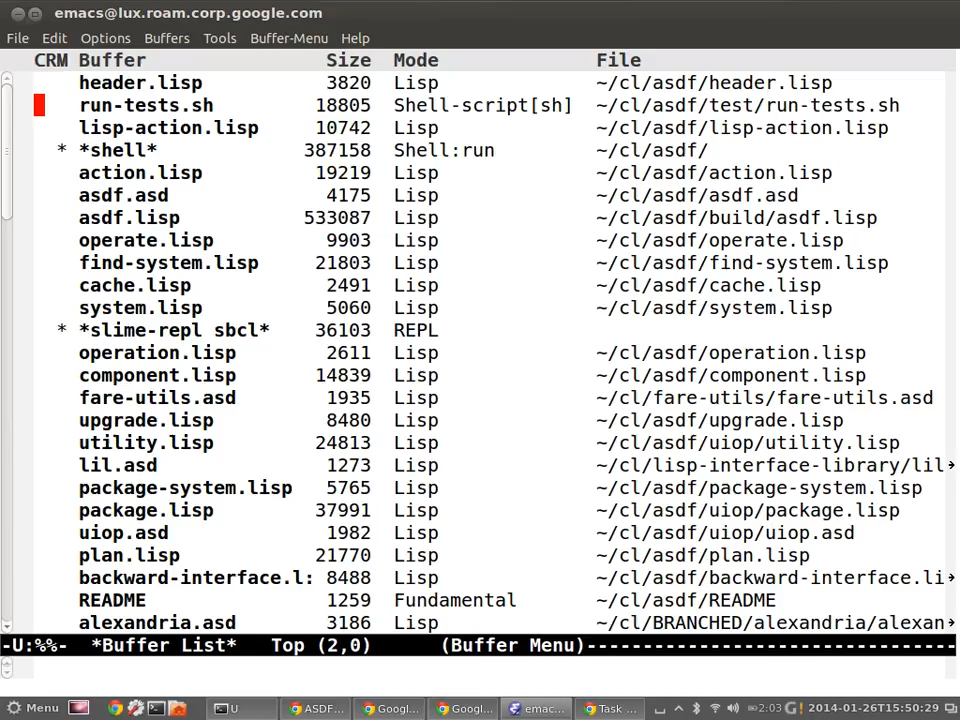 emacs@lux.roam.corp.google.com
File Edit Options Buffers Tools Buffer-Menu Help
CRM Buffer Size Mode File
header.lisp 3820 Lisp ~/cl/asdf/header.lisp
run-tests.sh 18805 Shell-script[sh] ~/cl/asdf/test/run-tests.sh
lisp-action.lisp 10742 Lisp ~/cl/asdf/lisp-action.lisp
* *shell* 387158 Shell:run ~/cl/asdf/
action.lisp 19219 Lisp ~/cl/asdf/action.lisp
asdf.asd 4175 Lisp ~/cl/asdf/asdf.asd
asdf.lisp 533087 Lisp ~/cl/asdf/build/asdf.lisp
operate.lisp 9903 Lisp ~/cl/asdf/operate.lisp
find-system.lisp 21803 Lisp ~/cl/asdf/find-system.lisp
cache.lisp 2491 Lisp ~/cl/asdf/cache.lisp
system.lisp 5060 Lisp ~/cl/asdf/system.lisp
* *slime-repl sbcl* 36103 REPL
operation.lisp 2611 Lisp ~/cl/asdf/operation.lisp
component.lisp 14839 Lisp ~/cl/asdf/component.lisp
fare-utils.asd 1935 Lisp ~/cl/fare-utils/fare-utils.asd
upgrade.lisp 8480 Lisp ~/cl/asdf/upgrade.lisp
utility.lisp 24813 Lisp ~/cl/asdf/uiop/utility.lisp
lil.asd 1273 Lisp ~/cl/lisp-interface-library/lil
package-system.lisp 5765 Lisp ~/cl/asdf/package-system.lisp
package.lisp 37991 Lisp ~/cl/asdf/uiop/package.lisp
uiop.asd 1982 Lisp ~/cl/asdf/uiop/uiop.asd
plan.lisp 21770 Lisp ~/cl/asdf/plan.lisp
backward-interface.l: 8488 Lisp ~/cl/asdf/backward-interface.li
README 1259 Fundamental ~/cl/asdf/README
alexandria.asd 3186 Lisp ~/cl/BRANCHED/alexandria/alexan
-U:%%- *Buffer List* Top (2,0) (Buffer Menu)---------------------------------
Menu U ASDF... Googl... Googl... emac... Task ... 2:03 2014-01-26T15:50:29